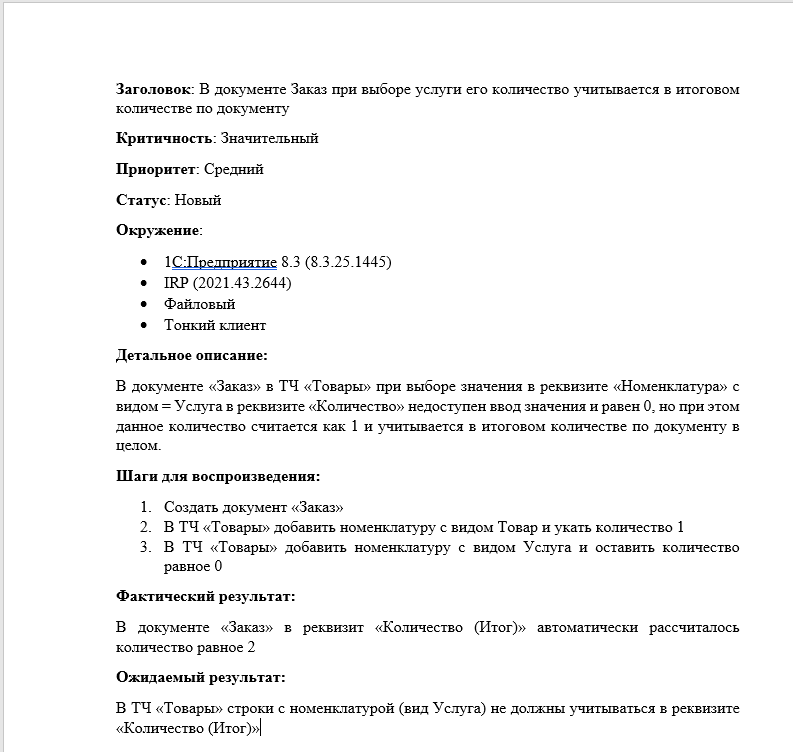 Заголовок: В документе Заказ при выборе услуги его количество учитывается в итоговом
количестве по документу
Критичность: Значительный
Приоритет: Средний
Статус: Новый
Окружение:
• 1С:Предприятие 8.3 (8.3.25.1445)
• IRP (2021.43.2644)
• Файловый
• Тонкий клиент
Детальное описание:
В документе «Заказ» в ТЧ «Товары» при выборе значения в реквизите «Номенклатура» с
видом = Услуга в реквизите «Количество» недоступен ввод значения и равен 0, но при этом
данное количество считается как 1 и учитывается в итоговом количестве по документу в
целом.
Шаги для воспроизведения:
1. Создать документ «Заказ»
2. В ТЧ «Товары» добавить номенклатуру с видом Товар и укать количество 1
3. В ТЧ «Товары» добавить номенклатуру с видом Услуга и оставить количество
равное 0
Фактический результат:
В документе «Заказ» в реквизит «Количество (Итог)» автоматически рассчиталось
количество равное 2
Ожидаемый результат:
В ТЧ «Товары» строки с номенклатурой (вид Услуга) не должны учитываться в реквизите
«Количество (Итог)»